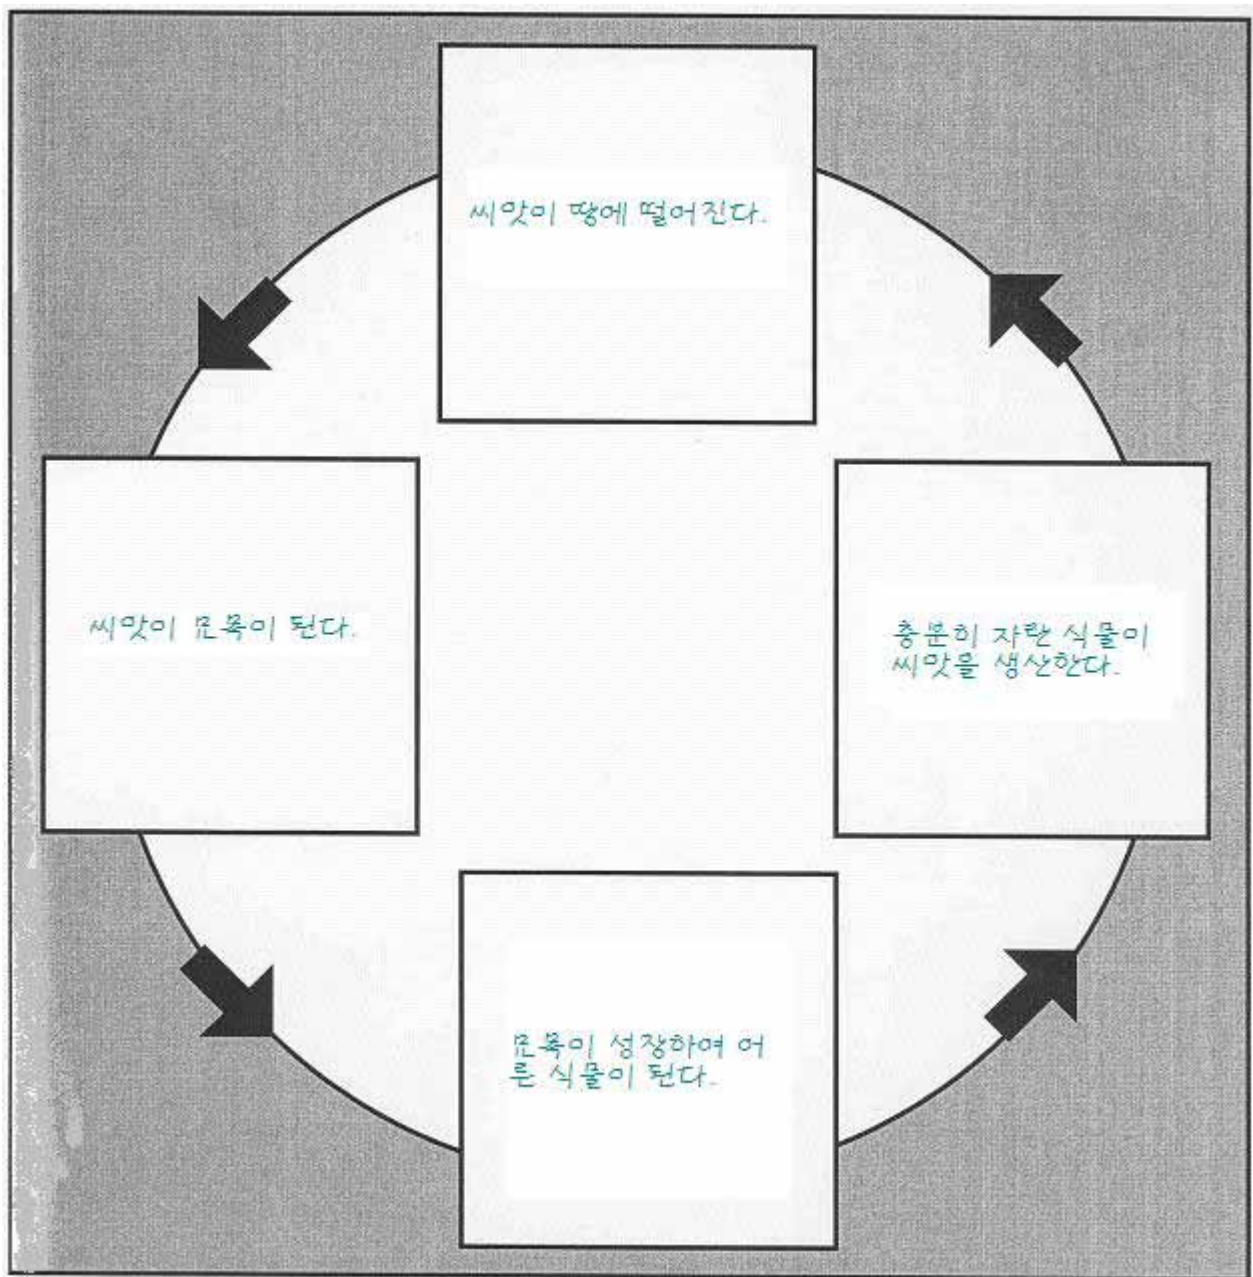 씨앗이 땅에 떨어진다.
씨앗이 묘목이 된다.
충분히 자란 식물이
씨앗을 생산한다.
묘목이 성장하여 어
른 식물이 된다.